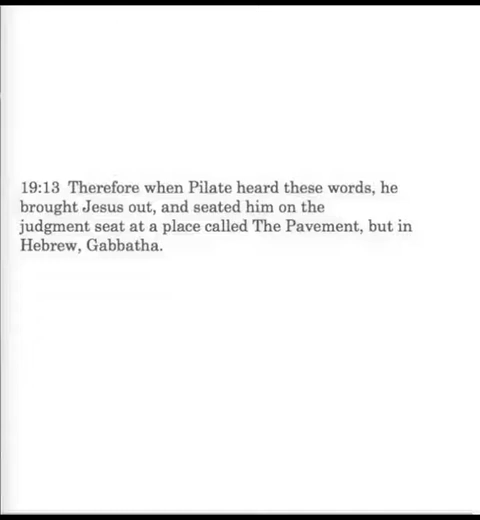 19:13 Therefore when Pilate heard these words, he
brought Jesus out, and seated him on the
judgment seat at a place called The Pavement, but in
Hebrew, Gabbatha.